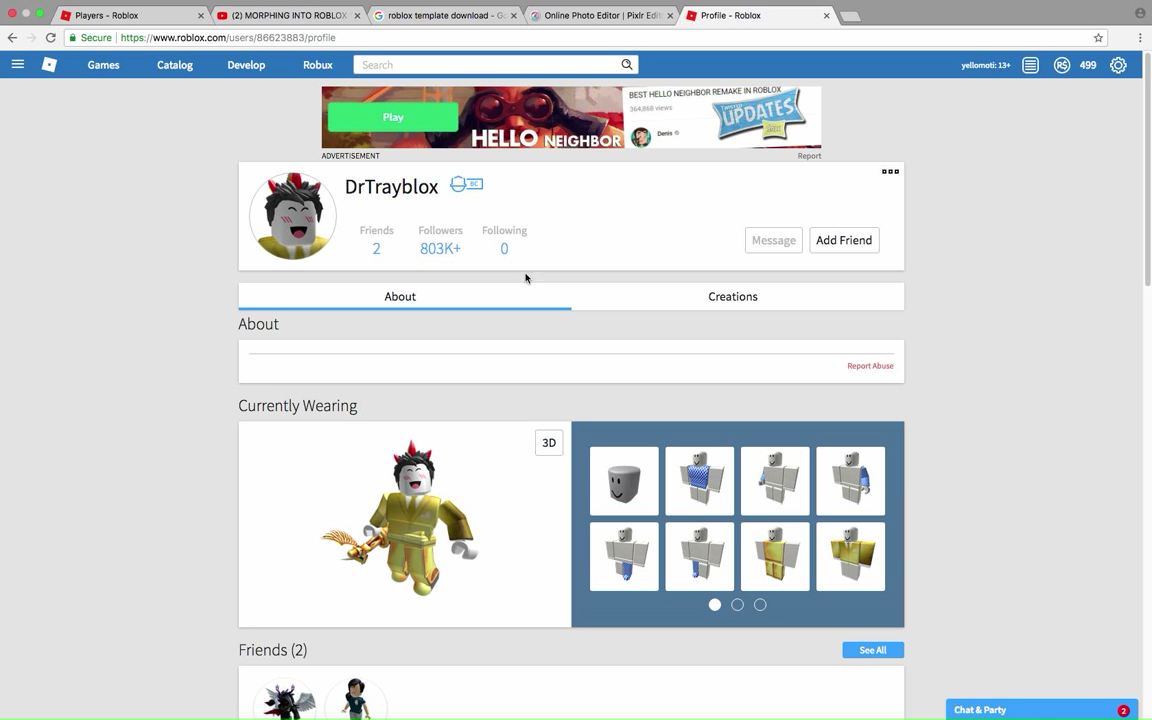 Players - Roblox
(2) MORPHING INTO ROBLOX
roblox template download - Go
Online Photo Editor | Pixlr Edit
Profile - Roblox
Secure
https://www.roblox.com/users/86623883/profile
Games
Catalog
Develop
Robux
Search
yellomoti: 13+
R$
499
Play
HELLO NEIGHBOR
BEST HELLO NEIGHBOR REMAKE IN ROBLOX
364,868 views
Denis
TWISTED
UPDATES
ADVERTISEMENT
Report
DrTrayblox
BC
Friends
Followers
Following
2
803K+
0
Message
Add Friend
About
Creations
About
Report Abuse
Currently Wearing
3D
Friends (2)
See All
Chat & Party
2